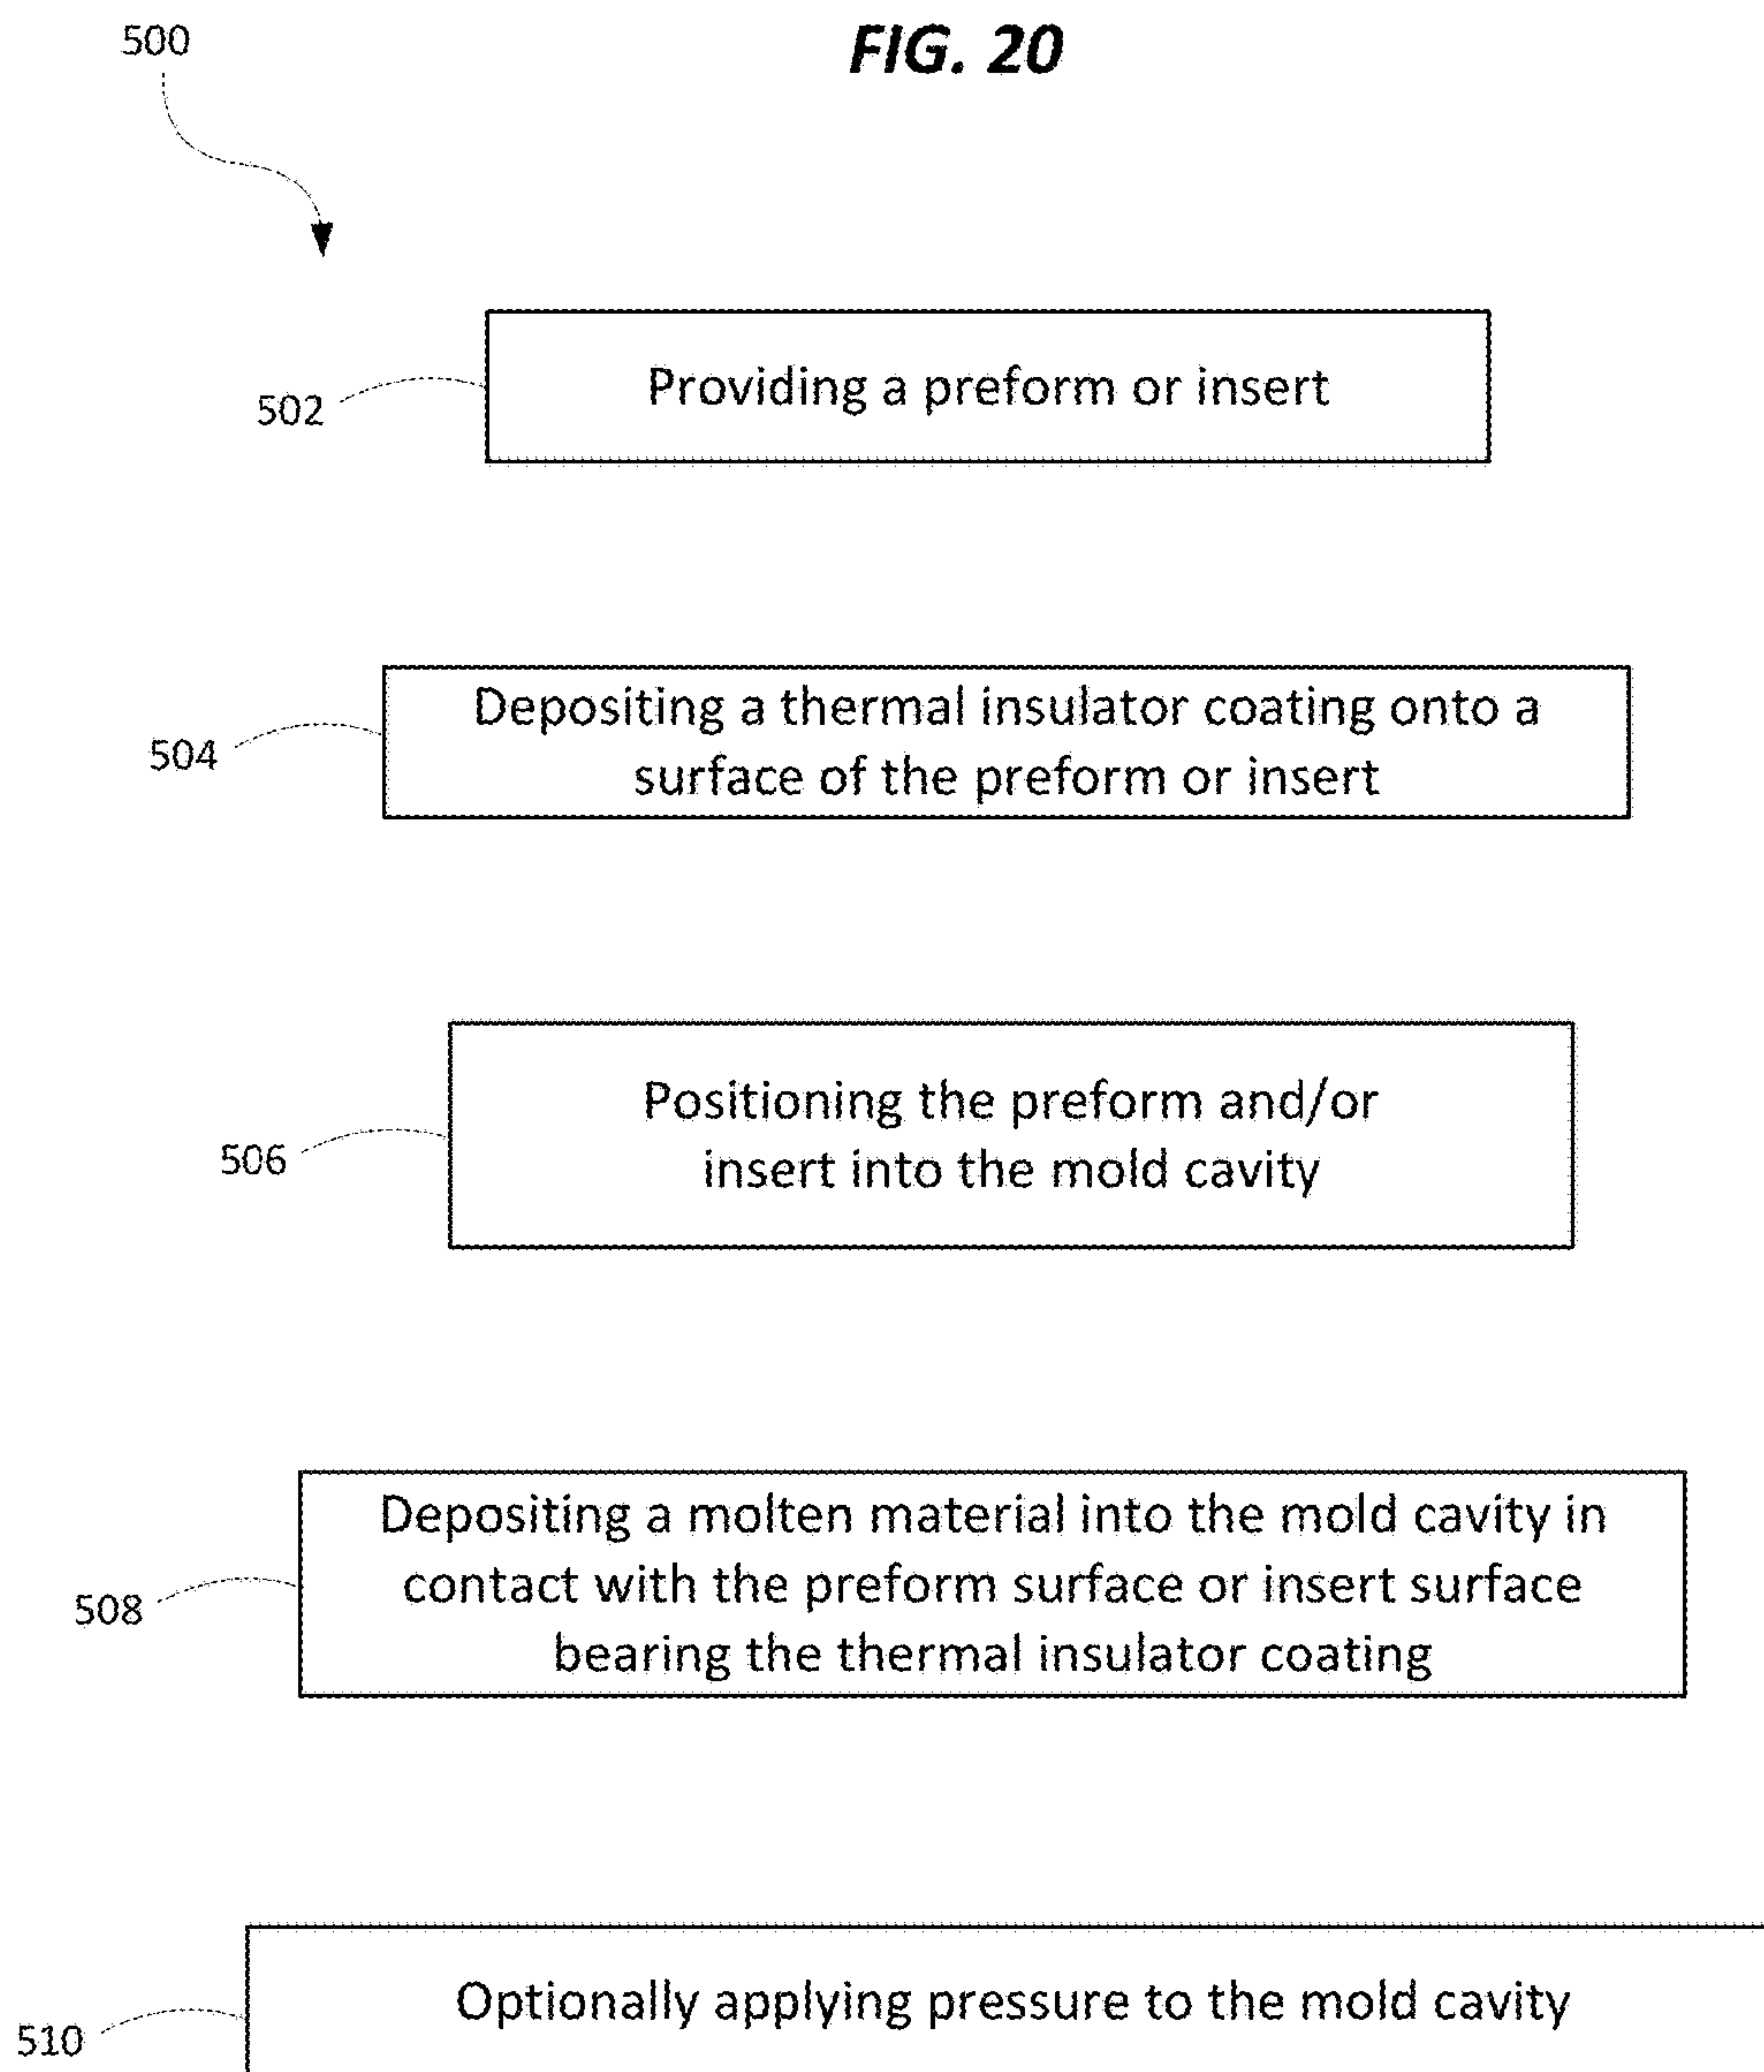 500
FIG. 20
Providing a preform or insert
502
Depositing a thermal insulator coating onto a
surface of the preform or insert
504
Positioning the preform and/or
insert into the mold cavity
506
Depositing a molten material into the mold cavity in
contact with the preform surface or insert surface
bearing the thermal insulator coating
508
Optionally applying pressure to the mold cavity
510